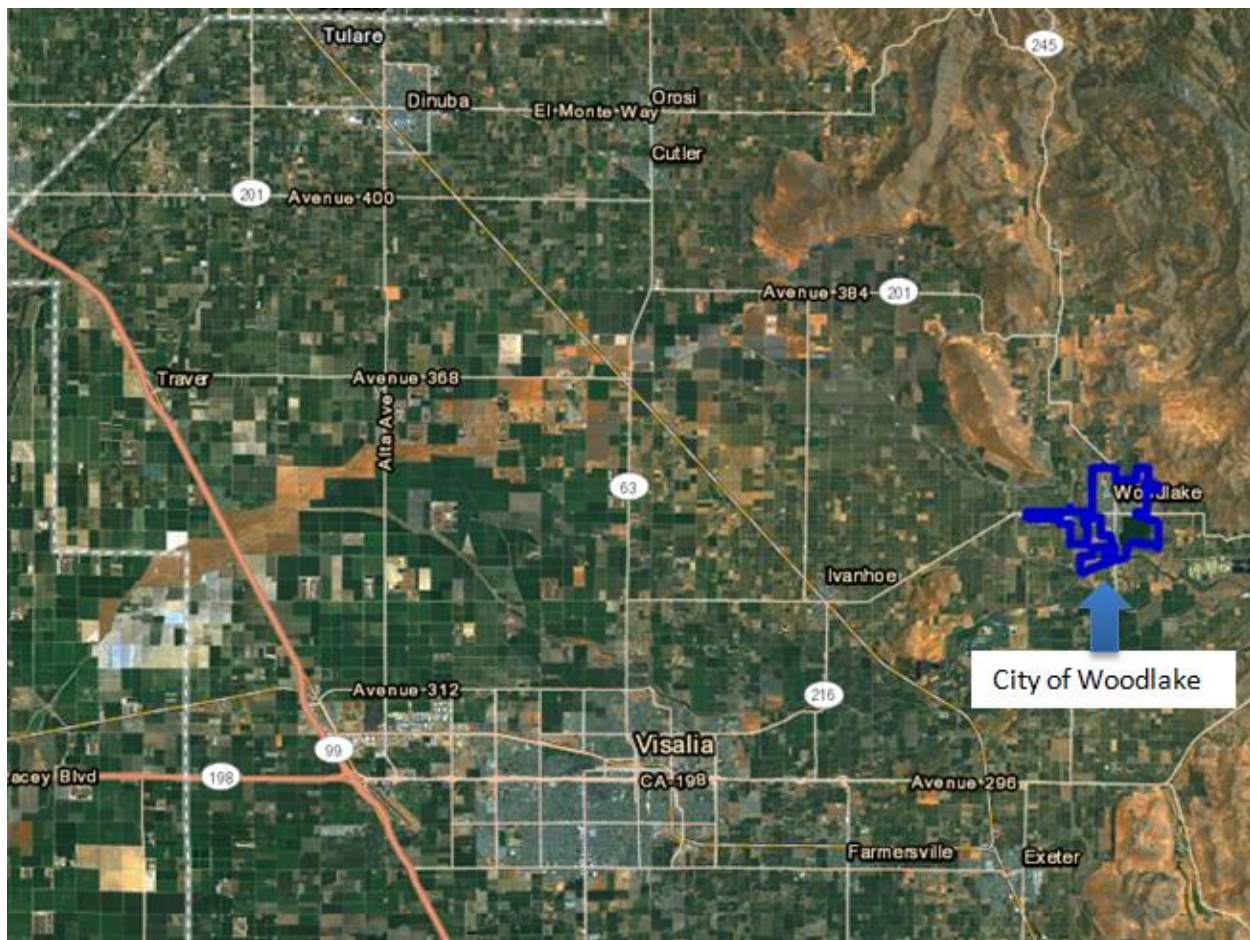 Tulare
245
Dinuba
Orosi
El Monte Way
Cutler
201
Avenue 400
Avenue 384
201
Traver
Avenue 368
Alta Ave
63
Woodlake
Ivanhoe
City of Woodlake
Avenue 312
216
Visalia
99
acey Blvd
198
CA-198
Avenue 296
Farmersville
Exeter